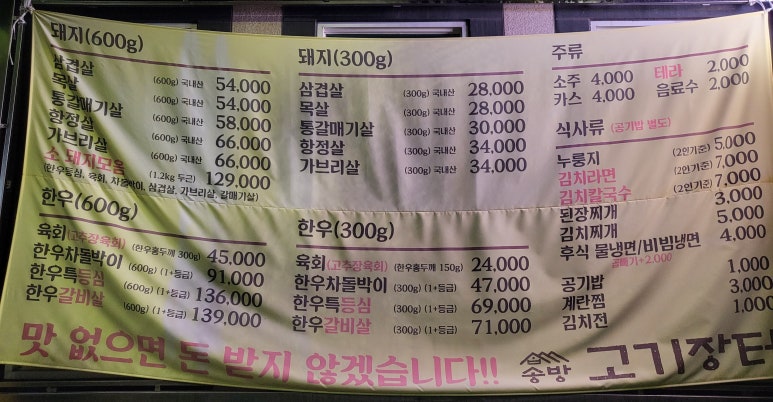 돼지(600g)
삼겹살 (600g) 국내산 54,000
목살 (600g) 국내산 54,000
통갈매기살 (600g) 국내산 58,000
항정살 (600g) 국내산 66,000
가브리살 (600g) 국내산 66,000
소 돼지모음 (1.2kg 두근) 129,000
(한우등심, 육회, 차돌박이, 삼겹살, 가브리살, 갈매기살)
한우(600g)
육회(고추장육회) (한우홍두께 300g) 45,000
한우차돌박이 (600g) (1+등급) 91,000
한우특등심 (600g) (1+등급) 136,000
한우갈비살 (600g) (1+등급) 139,000
돼지(300g)
삼겹살 (300g) 국내산 28,000
목살 (300g) 국내산 28,000
통갈매기살 (300g) 국내산 30,000
항정살 (300g) 국내산 34,000
가브리살 (300g) 국내산 34,000
한우(300g)
육회(고추장육회) (한우홍두께 150g) 24,000
한우차돌박이 (300g) (1+등급) 47,000
한우특등심 (300g) (1+등급) 69,000
한우갈비살 (300g) (1+등급) 71,000
주류
소주 4,000 테라 2,000
카스 4,000 음료수 2,000
식사류 (공기밥 별도)
누룽지 (2인기준) 5,000
김치라면 (2인기준) 7,000
김치칼국수 (2인기준) 7,000
된장찌개 3,000
김치찌개 5,000
후식 물냉면/비빔냉면 4,000
곱빼기+2,000
공기밥 1,000
계란찜 3,000
김치전 1,000
맛 없으면 돈 받지 않겠습니다!! 송방 고기장터